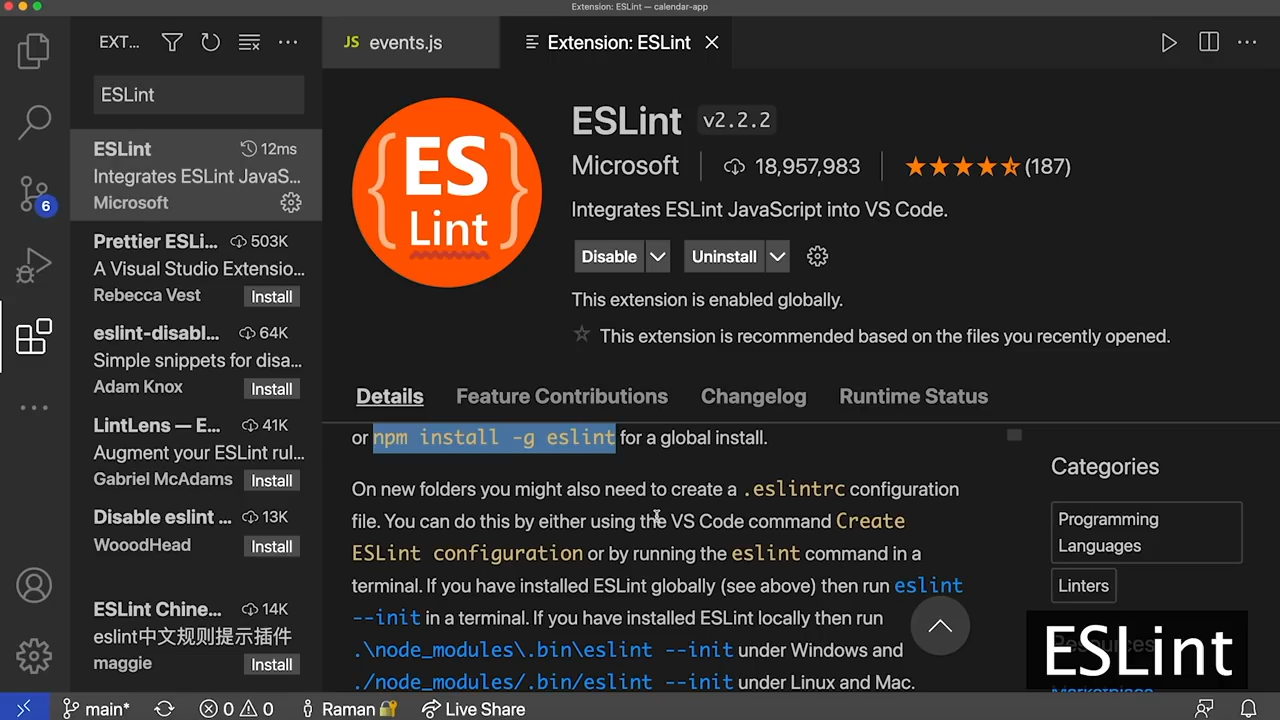 Extension: ESLint — calendar-app
EXT...
JS events.js
Extension: ESLint
ESLint
ESLint 12ms
Integrates ESLint JavaS...
Microsoft
Prettier ESLi... 503K
A Visual Studio Extensio...
Rebecca Vest Install
eslint-disabl... 64K
Simple snippets for disa...
Adam Knox Install
LintLens — E... 41K
Augment your ESLint rul...
Gabriel McAdams Install
Disable eslint ... 13K
WooodHead Install
ESLint Chine... 14K
eslint中文规则提示插件
maggie Install
6
{ES}
Lint
ESLint v2.2.2
Microsoft 18,957,983 (187)
Integrates ESLint JavaScript into VS Code.
Disable Uninstall
This extension is enabled globally.
This extension is recommended based on the files you recently opened.
Details Feature Contributions Changelog Runtime Status
or npm install -g eslint for a global install.
On new folders you might also need to create a .eslintrc configuration
file. You can do this by either using the VS Code command Create
ESLint configuration or by running the eslint command in a
terminal. If you have installed ESLint globally (see above) then run eslint
--init in a terminal. If you have installed ESLint locally then run
.\node_modules\.bin\eslint --init under Windows and
./node_modules/.bin/eslint --init under Linux and Mac.
Categories
Programming
Languages
Linters
ESLint
main* 0 0 Raman Live Share